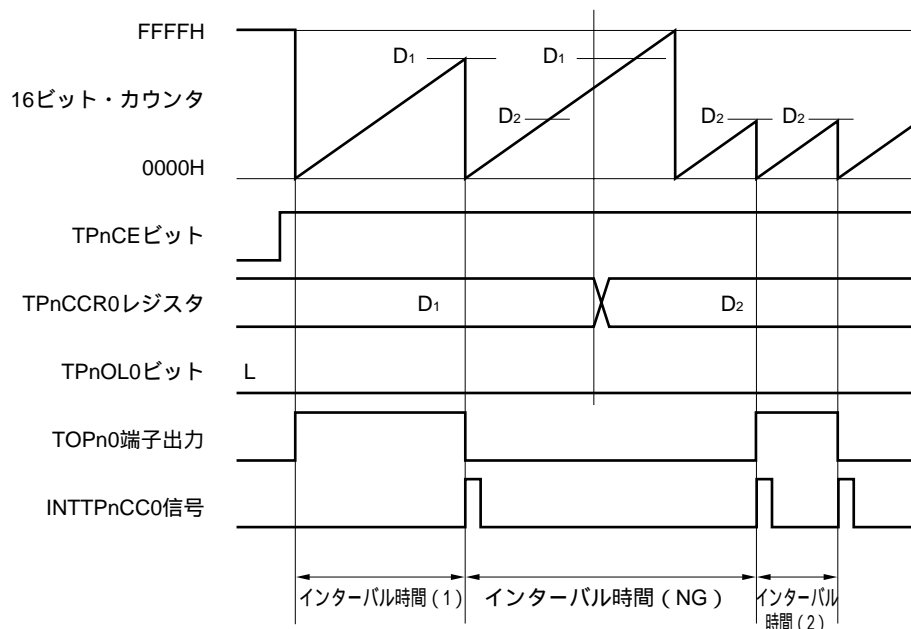 FFFFH
D1
D1
16ビット・カウンタ
D2
D2
D2
0000H
TPnCEビット
TPnCCR0レジスタ
D1
D2
TPnOL0ビット
L
TOPn0端子出力
INTTPnCC0信号
インターバル時間（1）
インターバル時間（NG）
インターバル
時間（2）